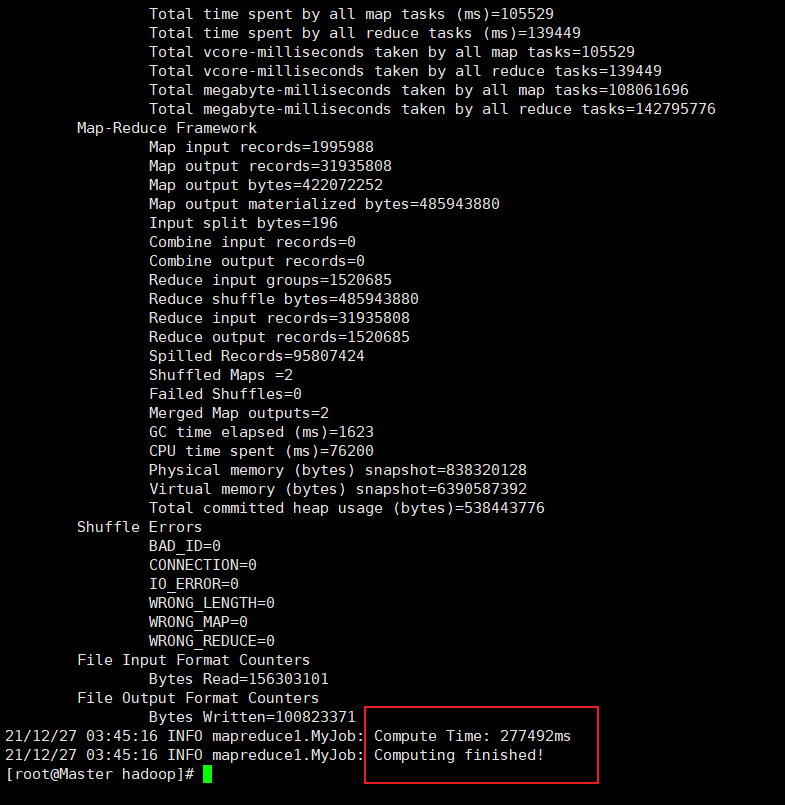 Total time spent by all map tasks (ms)=105529
Total time spent by all reduce tasks (ms)=139449
Total vcore-milliseconds taken by all map tasks=105529
Total vcore-milliseconds taken by all reduce tasks=139449
Total megabyte-milliseconds taken by all map tasks=108061696
Total megabyte-milliseconds taken by all reduce tasks=142795776
Map-Reduce Framework
Map input records=1995988
Map output records=31935808
Map output bytes=422072252
Map output materialized bytes=485943880
Input split bytes=196
Combine input records=0
Combine output records=0
Reduce input groups=1520685
Reduce shuffle bytes=485943880
Reduce input records=31935808
Reduce output records=1520685
Spilled Records=95807424
Shuffled Maps =2
Failed Shuffles=0
Merged Map outputs=2
GC time elapsed (ms)=1623
CPU time spent (ms)=76200
Physical memory (bytes) snapshot=838320128
Virtual memory (bytes) snapshot=6390587392
Total committed heap usage (bytes)=538443776
Shuffle Errors
BAD_ID=0
CONNECTION=0
IO_ERROR=0
WRONG_LENGTH=0
WRONG_MAP=0
WRONG_REDUCE=0
File Input Format Counters
Bytes Read=156303101
File Output Format Counters
Bytes Written=100823371
21/12/27 03:45:16 INFO mapreduce1.MyJob: Compute Time: 277492ms
21/12/27 03:45:16 INFO mapreduce1.MyJob: Computing finished!
[root@Master hadoop]#